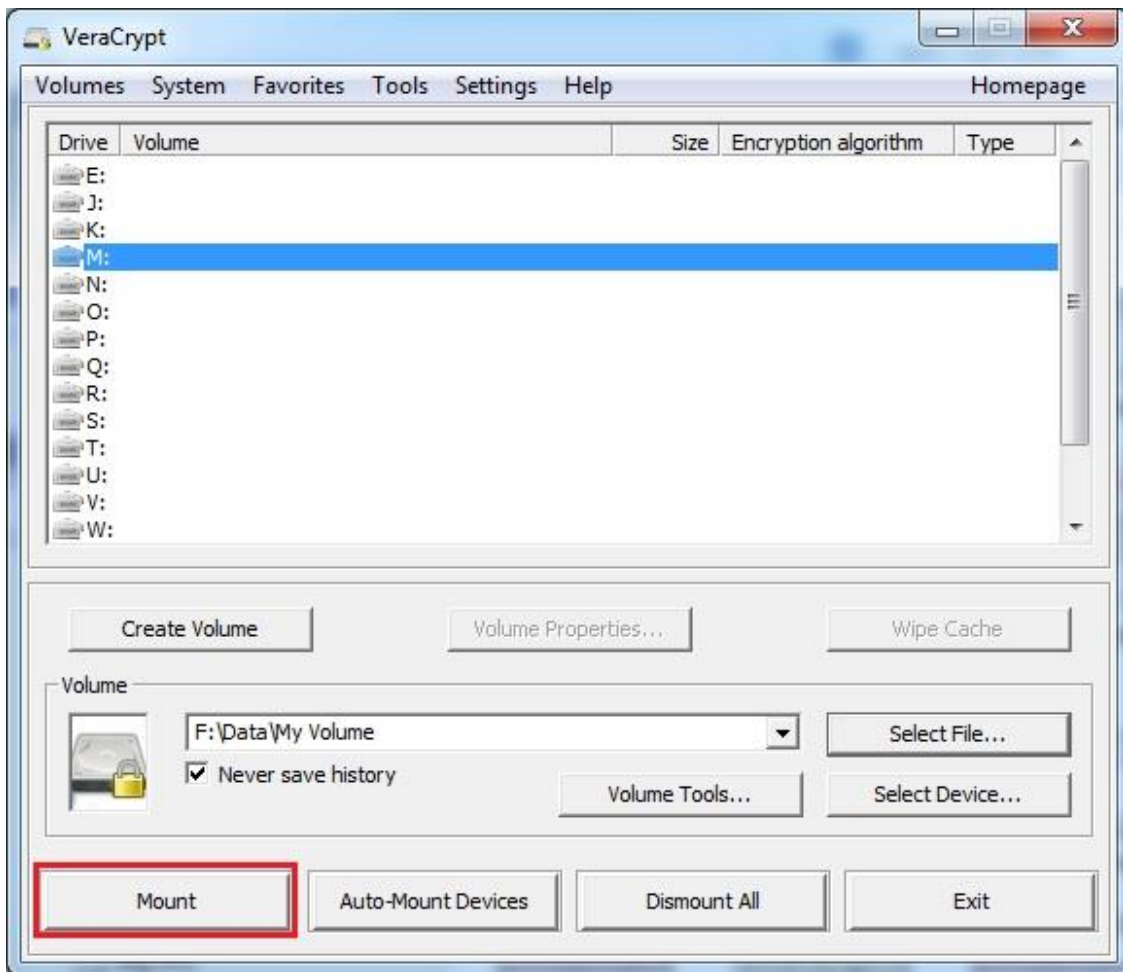 VeraCrypt
Volumes System Favorites Tools Settings Help Homepage
Drive Volume Size Encryption algorithm Type
E:
J:
K:
M:
N:
O:
P:
Q:
R:
S:
T:
U:
V:
W:
Create Volume Volume Properties... Wipe Cache
Volume
F:\Data\My Volume Select File...
Never save history
Volume Tools... Select Device...
Mount Auto-Mount Devices Dismount All Exit